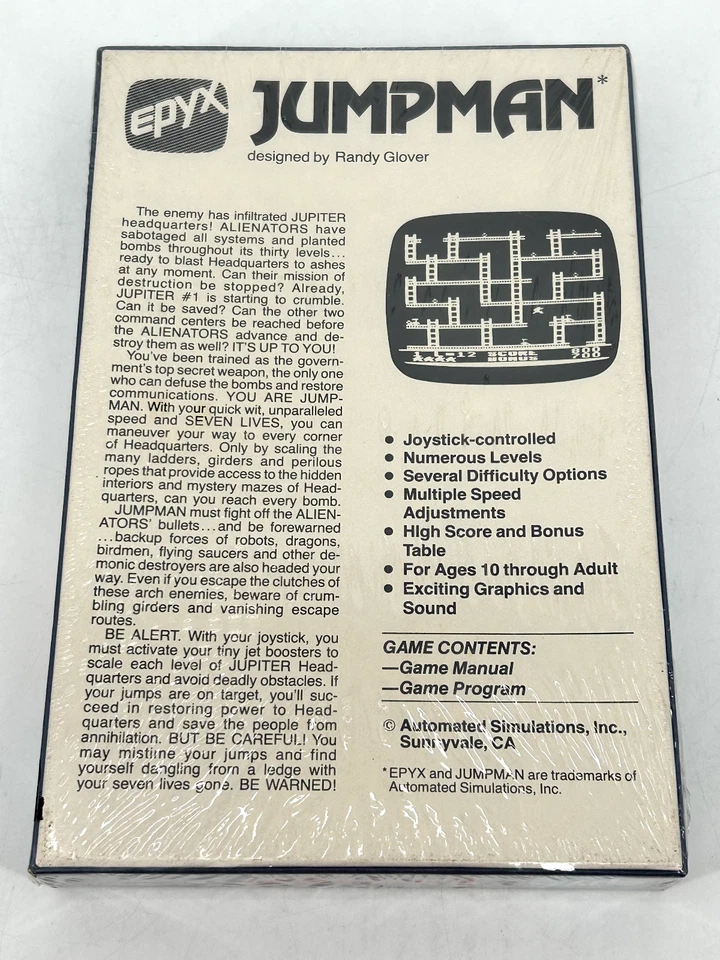 EPYX JUMPMAN*
designed by Randy Glover
The enemy has infiltrated JUPITER
headquarters! ALIENATORS have
sabotaged all systems and planted
bombs throughout its thirty levels...
ready to blast Headquarters to ashes
at any moment. Can their mission of
destruction be stopped? Already,
JUPITER #1 is starting to crumble.
Can it be saved? Can the other two
command centers be reached before
the ALIENATORS advance and de-
stroy them as well? IT'S UP TO YOU!
You've been trained as the govern-
ment's top secret weapon, the only one
who can defuse the bombs and restore
communications. YOU ARE JUMP-
MAN. With your quick wit, unparalleled
speed and SEVEN LIVES, you can
maneuver your way to every corner
of Headquarters. Only by scaling the
many ladders, girders and perilous
ropes that provide access to the hidden
interiors and mystery mazes of Head-
quarters, can you reach every bomb.
JUMPMAN must fight off the ALIEN-
ATORS' bullets...and be forewarned
...backup forces of robots, dragons,
birdmen, flying saucers and other de-
monic destroyers are also headed your
way. Even if you escape the clutches of
these arch enemies, beware of crum-
bling girders and vanishing escape
routes.
BE ALERT. With your joystick, you
must activate your tiny jet boosters to
scale each level of JUPITER Head-
quarters and avoid deadly obstacles. If
your jumps are on target, you'll suc-
ceed in restoring power to Head-
quarters and save the people from
annihilation. BUT BE CAREFUL! You
may mistime your jumps and find
yourself dangling from a ledge with
your seven lives gone. BE WARNED!
1 L=12 SCORE 600
BONUS
● Joystick-controlled
● Numerous Levels
● Several Difficulty Options
● Multiple Speed
Adjustments
● High Score and Bonus
Table
● For Ages 10 through Adult
● Exciting Graphics and
Sound
GAME CONTENTS:
—Game Manual
—Game Program
© Automated Simulations, Inc.,
Sunnyvale, CA
*EPYX and JUMPMAN are trademarks of
Automated Simulations, Inc.